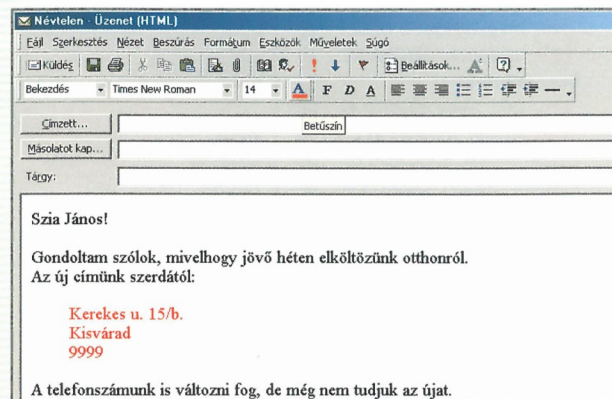 Névtelen - Üzenet (HTML)
Fájl Szerkesztés Nézet Beszúrás Formátum Eszközök Műveletek Súgó
Küldés Beállítások...
Bekezdés Times New Roman 14 A F D A
Címzett...
Betűszín
Másolatot kap...
Tárgy:
Szia János!
Gondoltam szólok, mivelhogy jövő héten elköltözünk otthonról.
Az új címünk szerdától:
Kerekes u. 15/b.
Kisvárad
9999
A telefonszámunk is változni fog, de még nem tudjuk az újat.